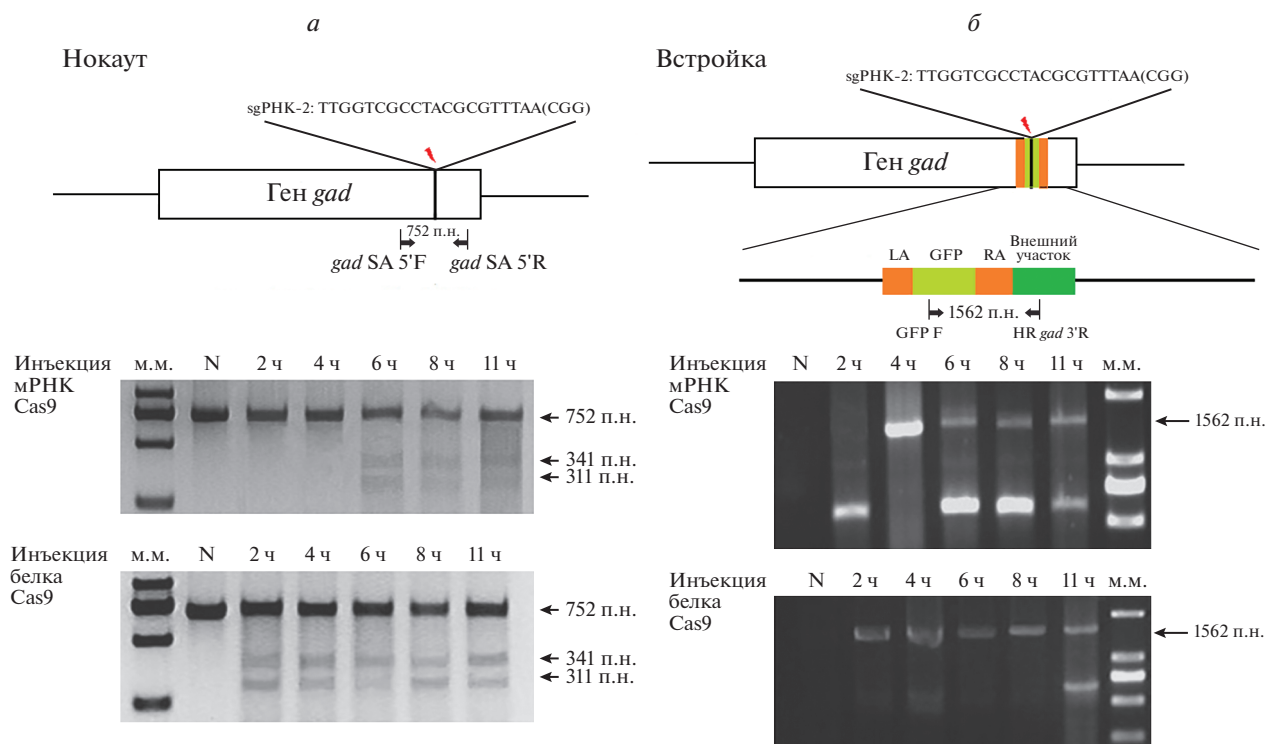 а
Нокаут
sgРНК-2: TTGGTCGCCTACGCGTTTAA(CGG)
Ген gad
752 п.н.
gad SA 5'F gad SA 5'R
Инъекция мРНК Cas9
м.м. N 2 ч 4 ч 6 ч 8 ч 11 ч
752 п.н.
341 п.н.
311 п.н.
Инъекция белка Cas9
м.м. N 2 ч 4 ч 6 ч 8 ч 11 ч
752 п.н.
341 п.н.
311 п.н.
б
Встройка
sgРНК-2: TTGGTCGCCTACGCGTTTAA(CGG)
Ген gad
LA GFP RA Внешний участок
1562 п.н.
GFP F HR gad 3'R
Инъекция мРНК Cas9
N 2 ч 4 ч 6 ч 8 ч 11 ч м.м.
1562 п.н.
Инъекция белка Cas9
N 2 ч 4 ч 6 ч 8 ч 11 ч м.м.
1562 п.н.